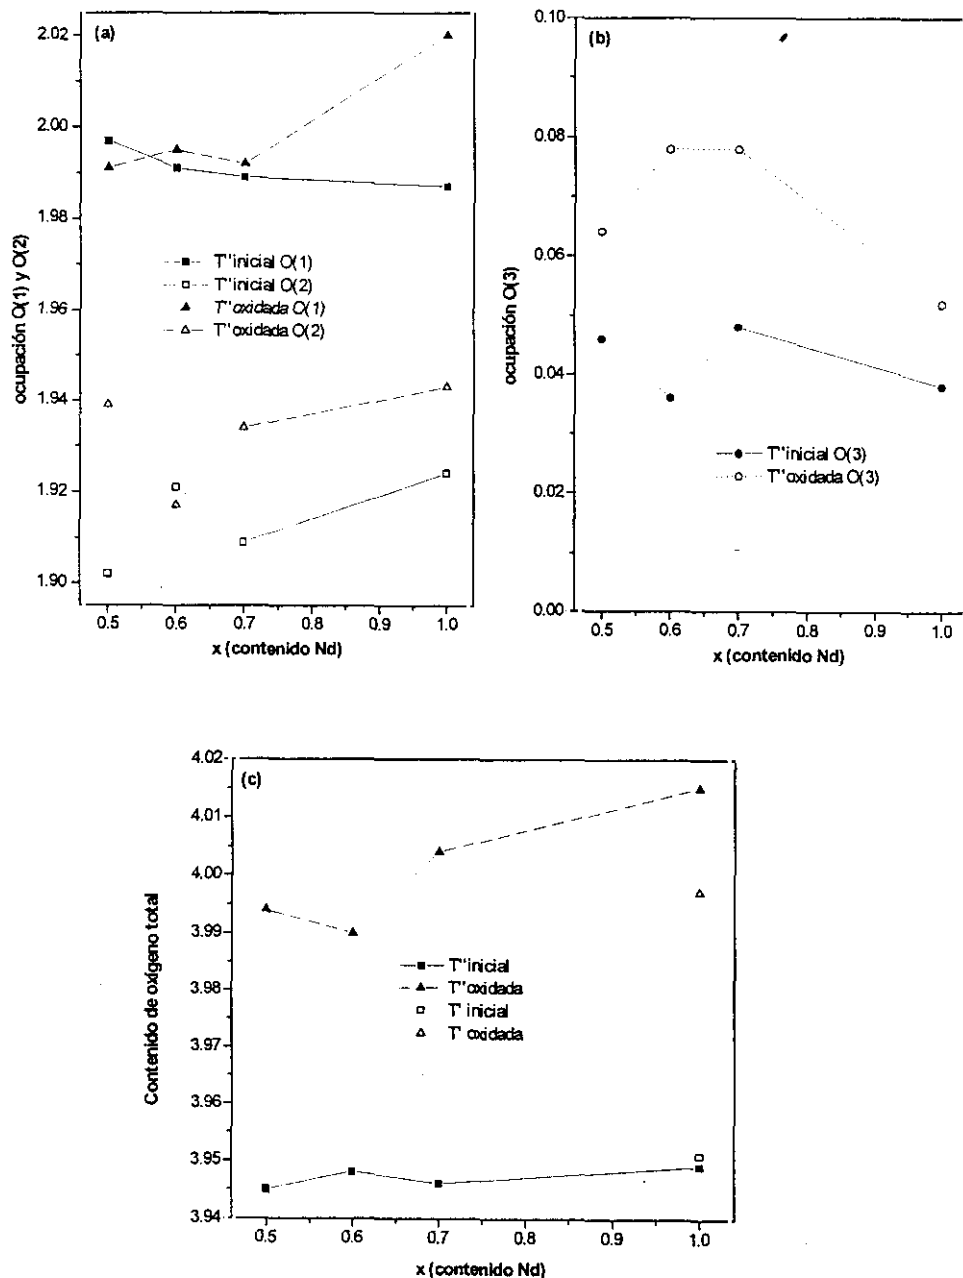 (a)
2.02
2.00
1.98
1.96
1.94
1.92
1.90
ocupación O(1) y O(2)
T" inicial O(1)
T" inicial O(2)
T" oxidada O(1)
T" oxidada O(2)
0.5 0.6 0.7 0.8 0.9 1.0
x (contenido Nd)
(b)
0.10
0.08
0.06
0.04
0.02
0.00
ocupación O(3)
T" inicial O(3)
T" oxidada O(3)
0.5 0.6 0.7 0.8 0.9 1.0
x (contenido Nd)
(c)
4.02
4.01
4.00
3.99
3.98
3.97
3.96
3.95
3.94
Contenido de oxígeno total
T" inicial
T" oxidada
T' inicial
T' oxidada
0.5 0.6 0.7 0.8 0.9 1.0
x (contenido Nd)